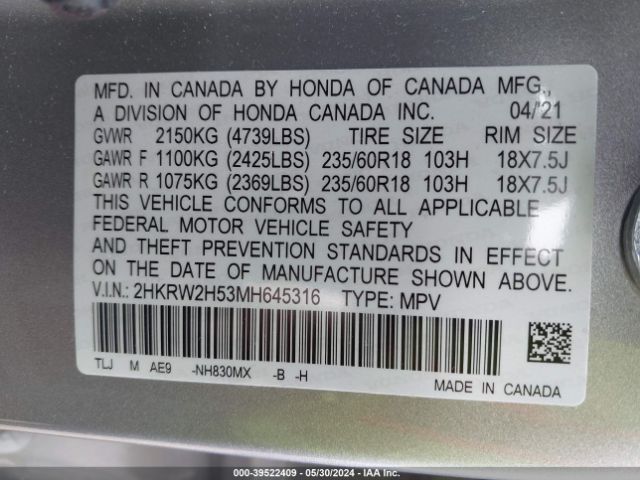 MFD. IN CANADA BY HONDA OF CANADA MFG.,
A DIVISION OF HONDA CANADA INC. 04/21
GVWR 2150KG (4739LBS) TIRE SIZE RIM SIZE
GAWR F 1100KG (2425LBS) 235/60R18 103H 18X7.5J
GAWR R 1075KG (2369LBS) 235/60R18 103H 18X7.5J
THIS VEHICLE CONFORMS TO ALL APPLICABLE
FEDERAL MOTOR VEHICLE SAFETY
AND THEFT PREVENTION STANDARDS IN EFFECT
ON THE DATE OF MANUFACTURE SHOWN ABOVE.
V.I.N.: 2HKRW2H53MH645316 TYPE: MPV
TLJ M AE9 -NH830MX -B -H
MADE IN CANADA
000-39522409 - 05/30/2024 - IAA Inc.